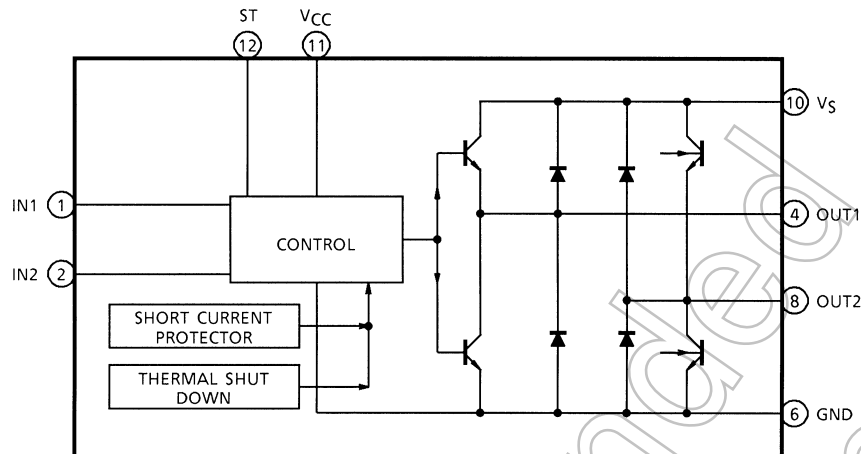 ST
VCC
12
11
10 VS
IN1 1
4 OUT1
CONTROL
IN2 2
8 OUT2
SHORT CURRENT
PROTECTOR
THERMAL SHUT
DOWN
6 GND
nded